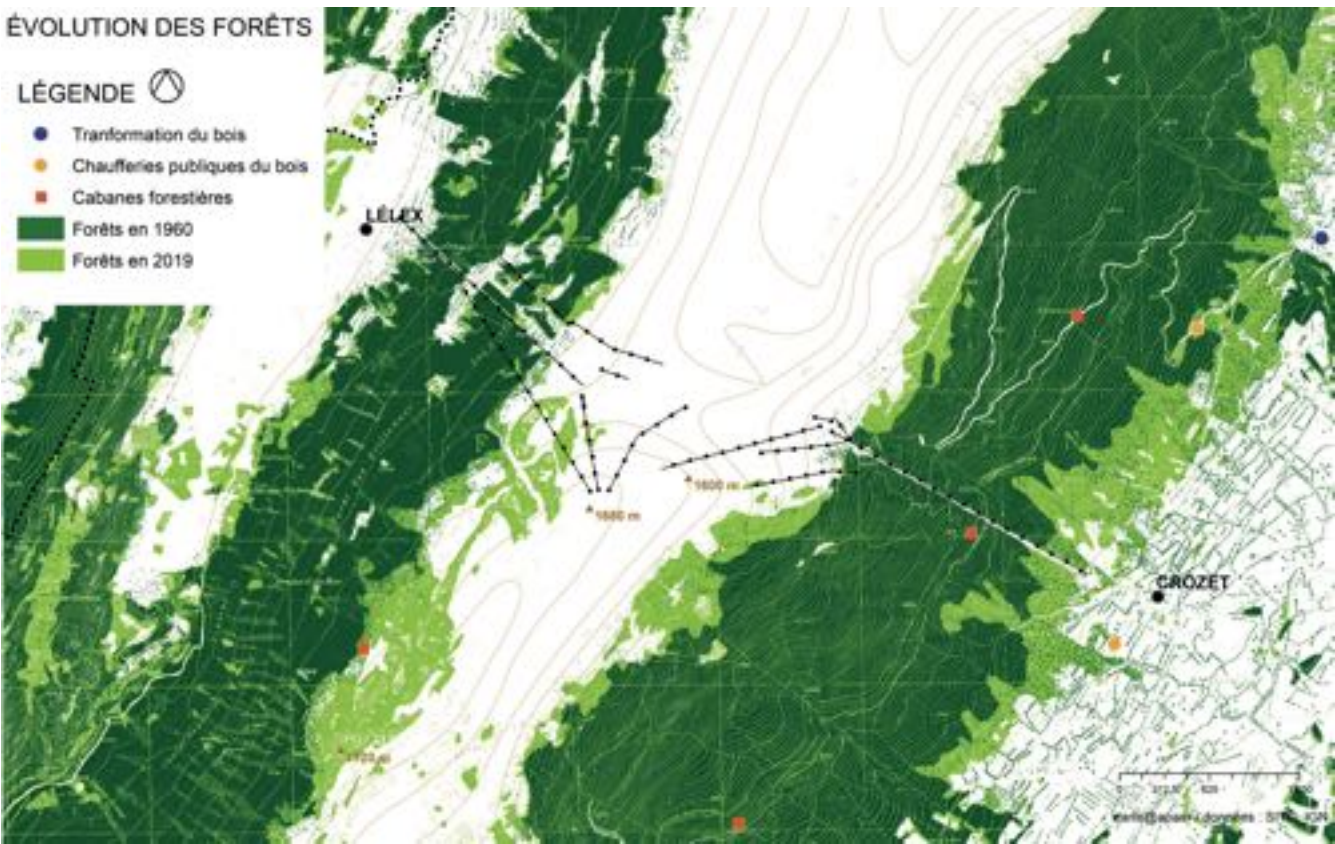 ÉVOLUTION DES FORÊTS
LÉGENDE
Tranformation du bois
Chaufferies publiques du bois
Cabanes forestières
Forêts en 1960
Forêts en 2019
LÉLEX
1600 m
1680 m
CROZET